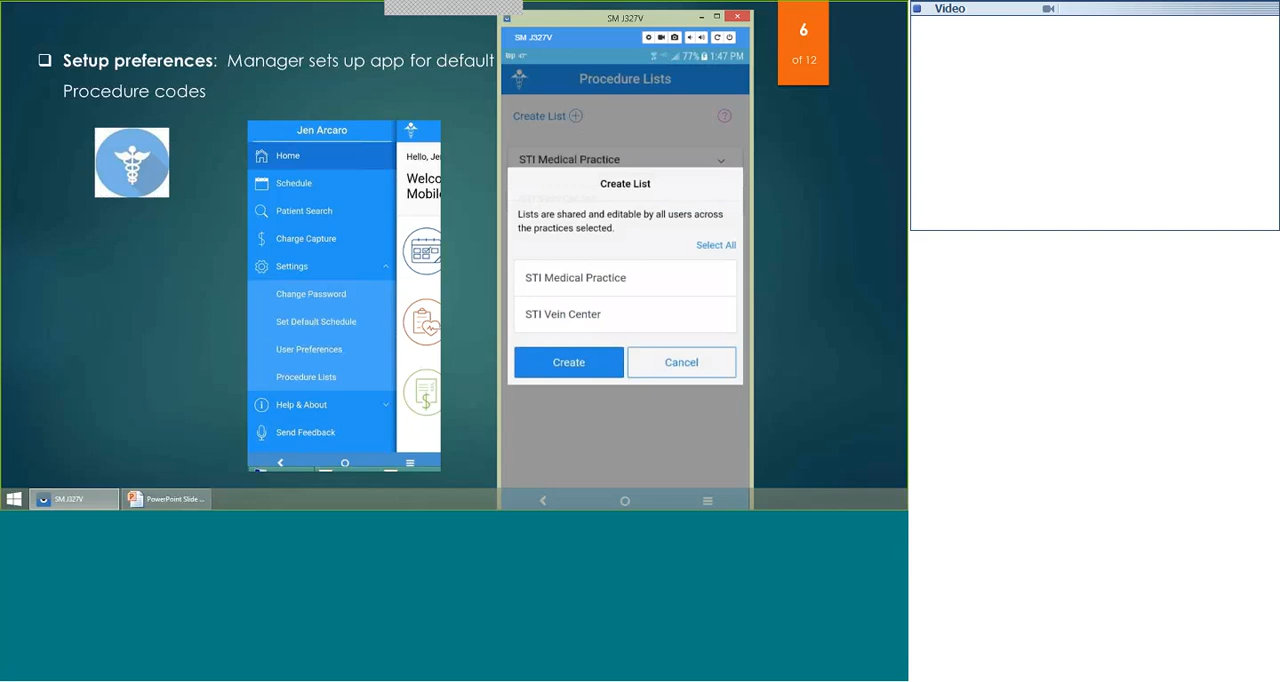 ❑ Setup preferences: Manager sets up app for default
Procedure codes
6
of 12
Jen Arcaro
Home
Schedule
Patient Search
Charge Capture
Settings
Change Password
Set Default Schedule
User Preferences
Procedure Lists
Help & About
Send Feedback
Hello, Je
Welco
Mobil
SM J327V
SM J327V
77% 1:47 PM
Procedure Lists
Create List
?
STI Medical Practice
Create List
Lists are shared and editable by all users across
the practices selected.
Select All
STI Medical Practice
STI Vein Center
Create Cancel
SM J327V
PowerPoint Slide ...
Video